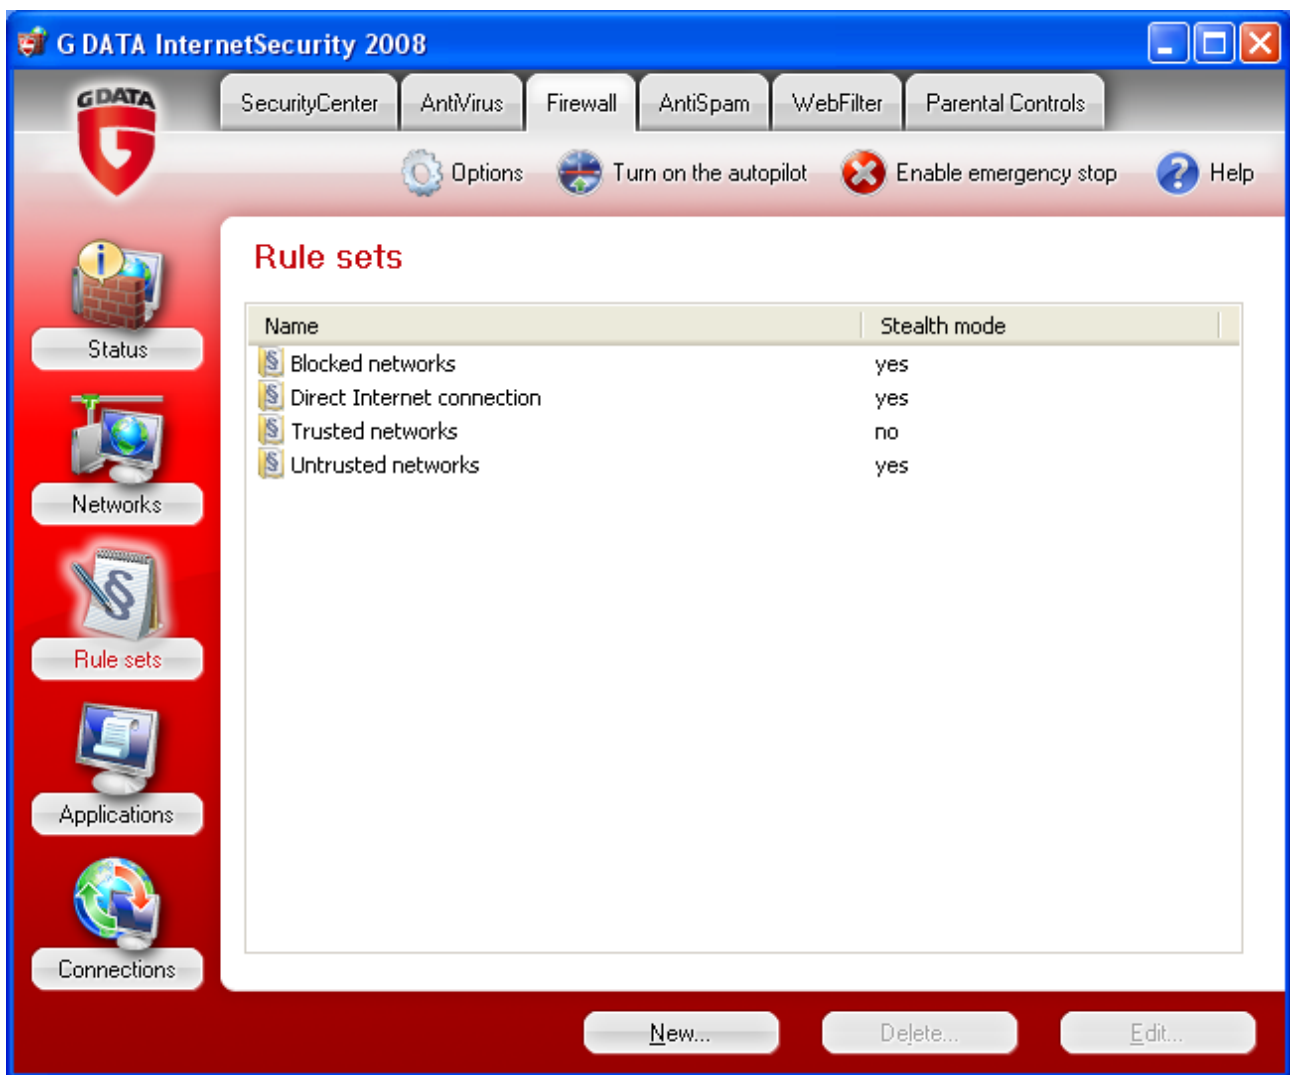 G DATA InternetSecurity 2008
GDATA
SecurityCenter AntiVirus Firewall AntiSpam WebFilter Parental Controls
Options Turn on the autopilot Enable emergency stop Help
Status
Networks
Rule sets
Applications
Connections
Rule sets
Name Stealth mode
Blocked networks yes
Direct Internet connection yes
Trusted networks no
Untrusted networks yes
New... Delete... Edit...